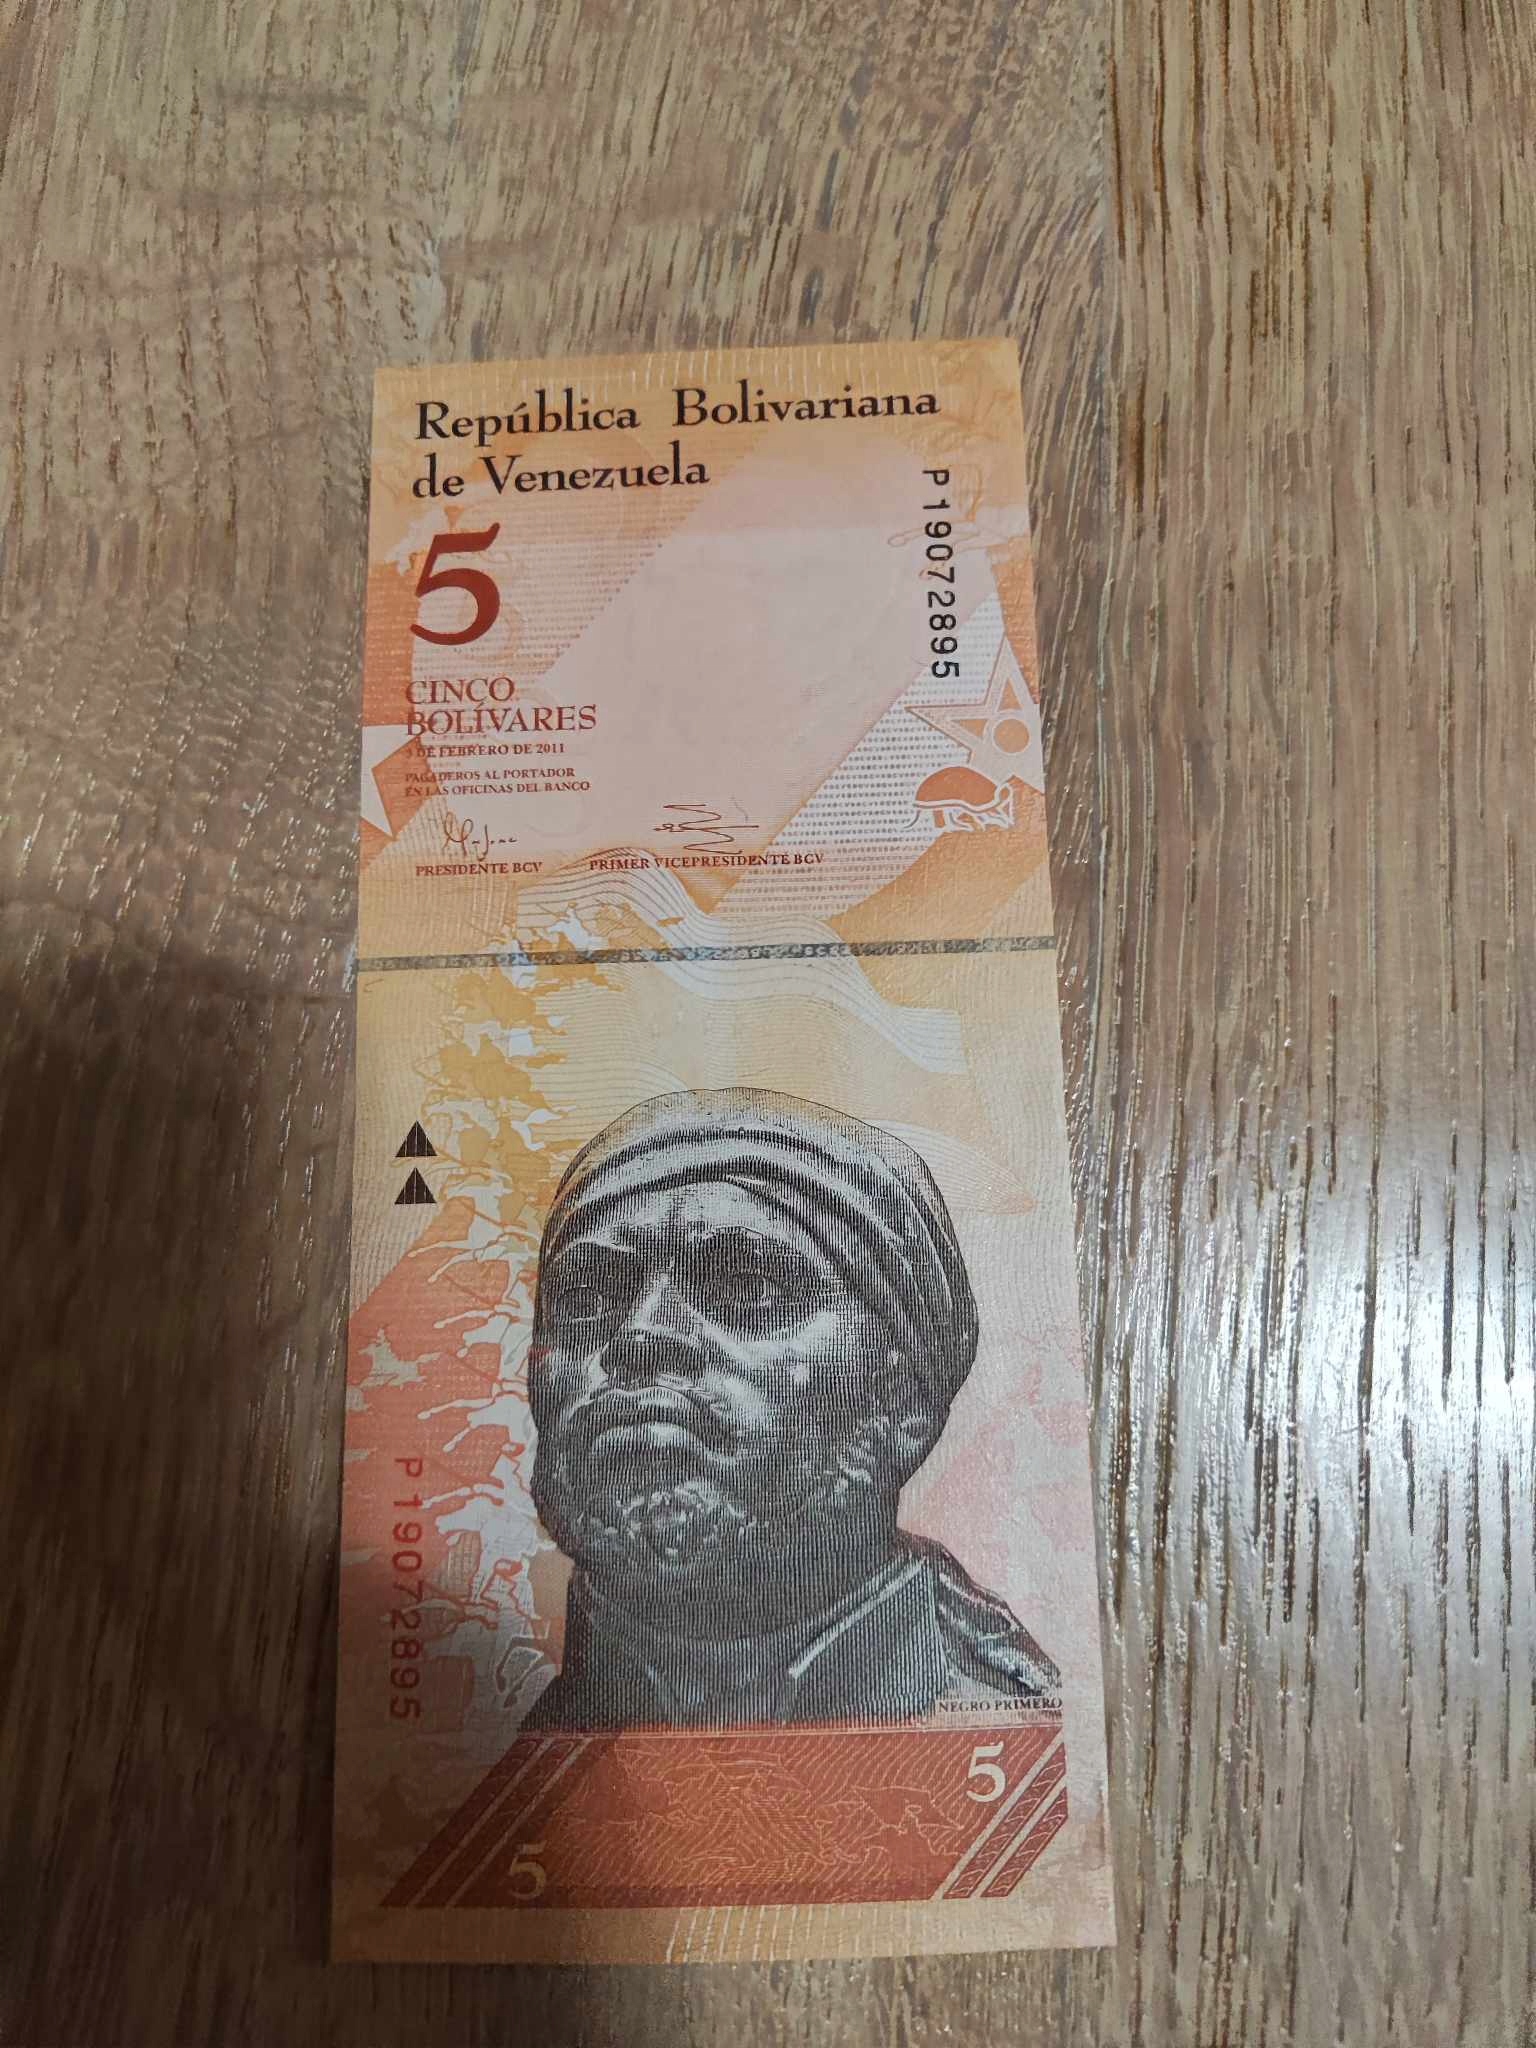 República Bolivariana
de Venezuela
P19072895
5
CINCO
BOLÍVARES
3 DE FEBRERO DE 2011
PAGADEROS AL PORTADOR
EN LAS OFICINAS DEL BANCO
PRESIDENTE BCV
PRIMER VICEPRESIDENTE BCV
P19072895
NEGRO PRIMERO
5
5